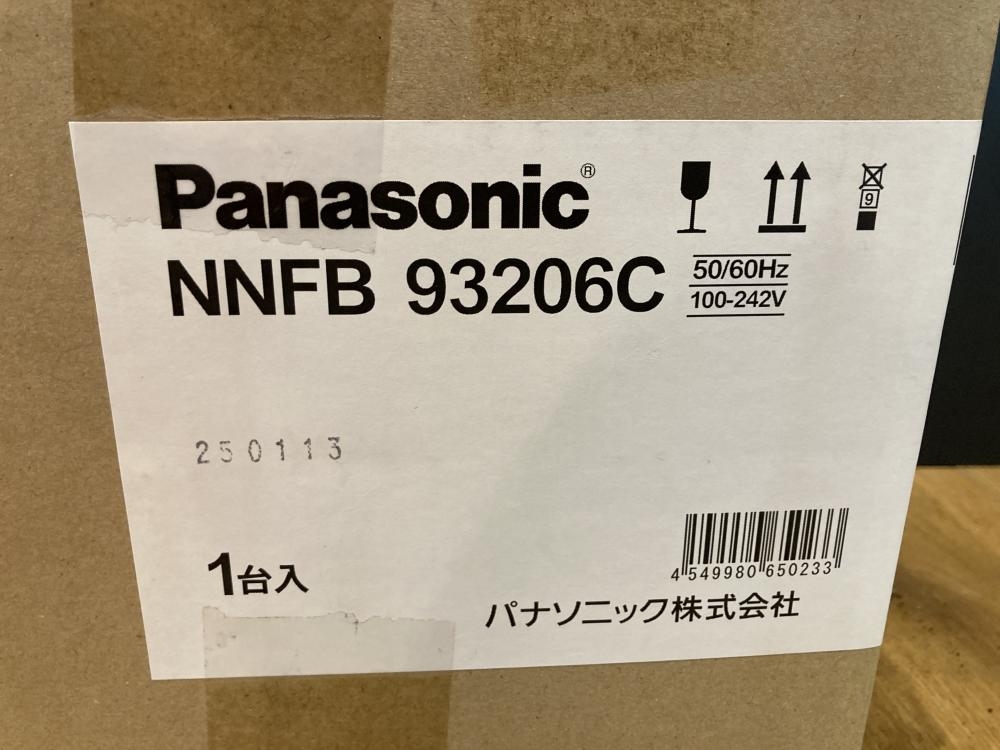 Panasonic®
9
NNFB 93206C
50/60Hz
100-242V
250113
1台入
4 549980 650233
パナソニック株式会社